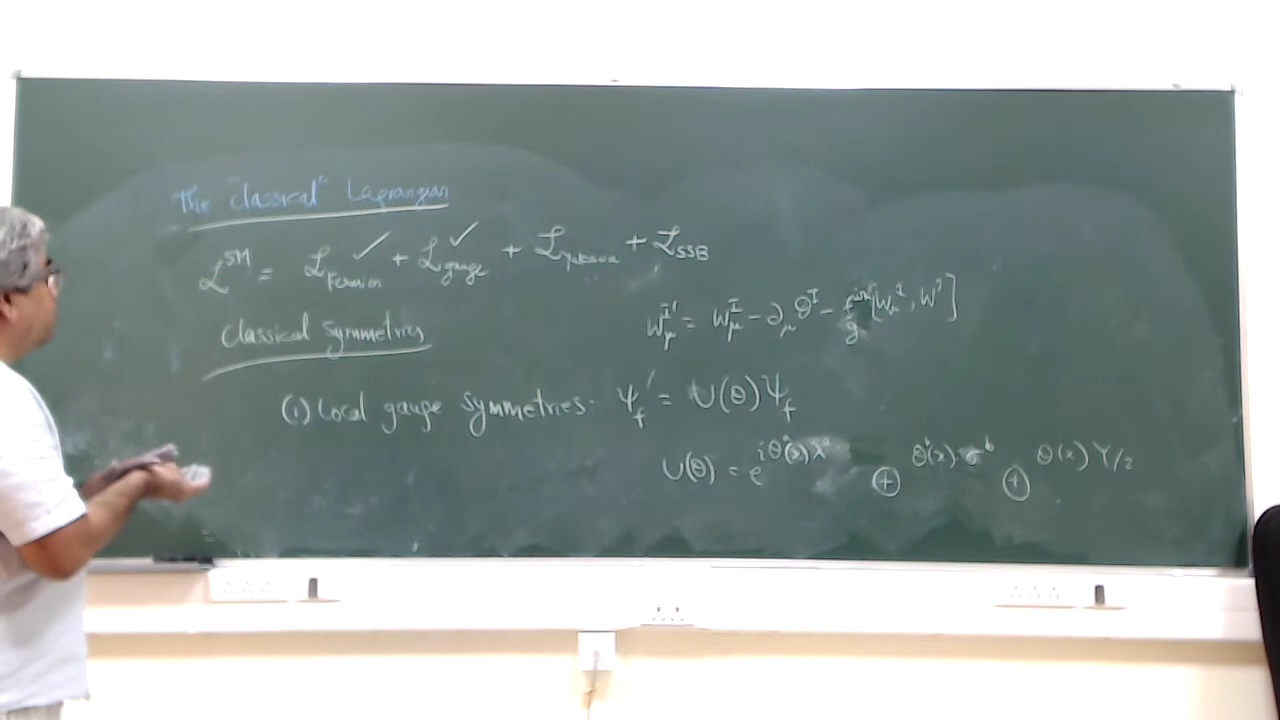 The "classical" Lagrangian
ℒ^SM = ℒ_Fermion ✓ + ℒ_gauge ✓ + ℒ_Yukawa + ℒ_SSB
Classical Symmetries
W_μ^I' = W_μ^I - ∂_μ θ^I - [W_μ^I, W^J]
(1) Local gauge symmetries. ψ_f' = U(θ) ψ_f
U(θ) = e^{iθ^a(x)λ^a ⊕ θ^b(x)·σ^b ⊕ θ(x) Y/2}